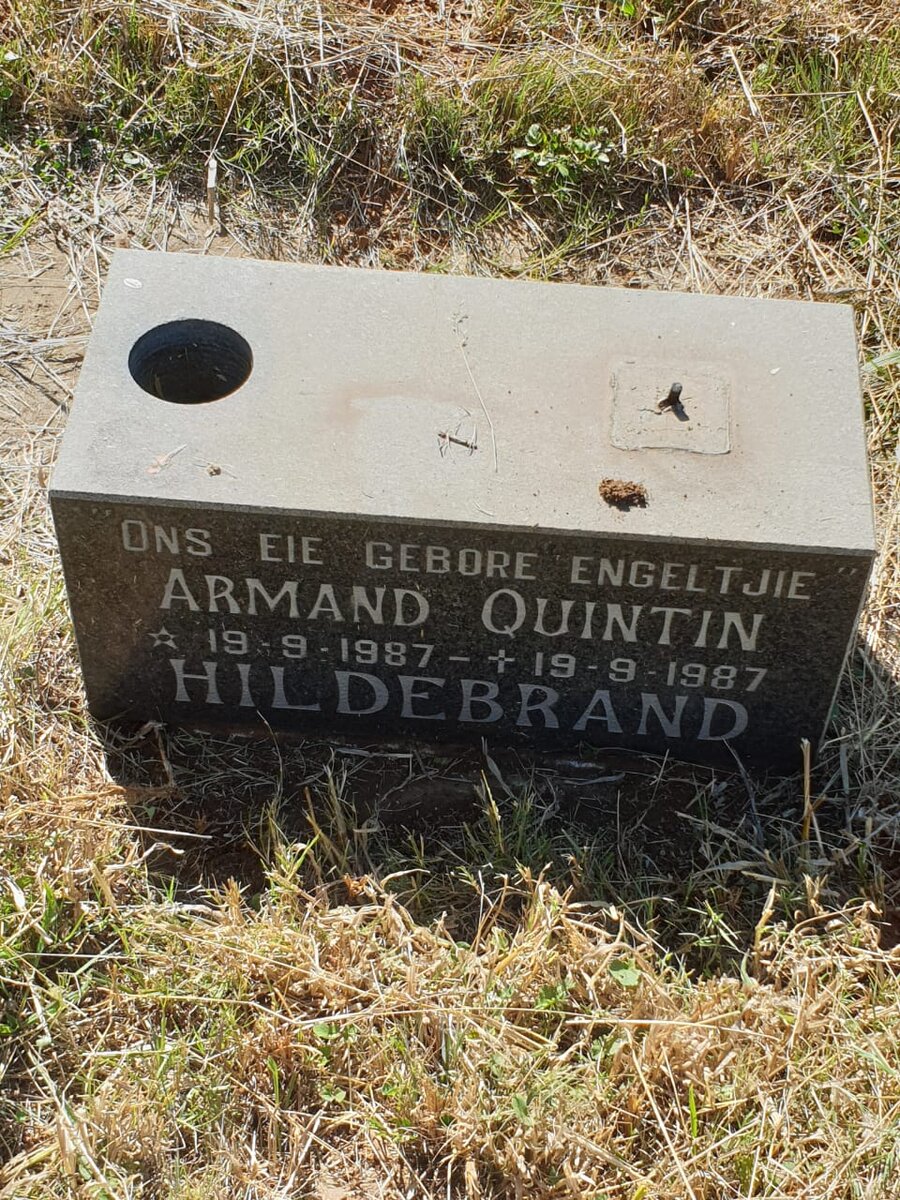 "ONS EIE GEBORE ENGELTJIE"
ARMAND QUINTIN
☆ 19-9-1987 – ✝ 19-9-1987
HILDEBRAND